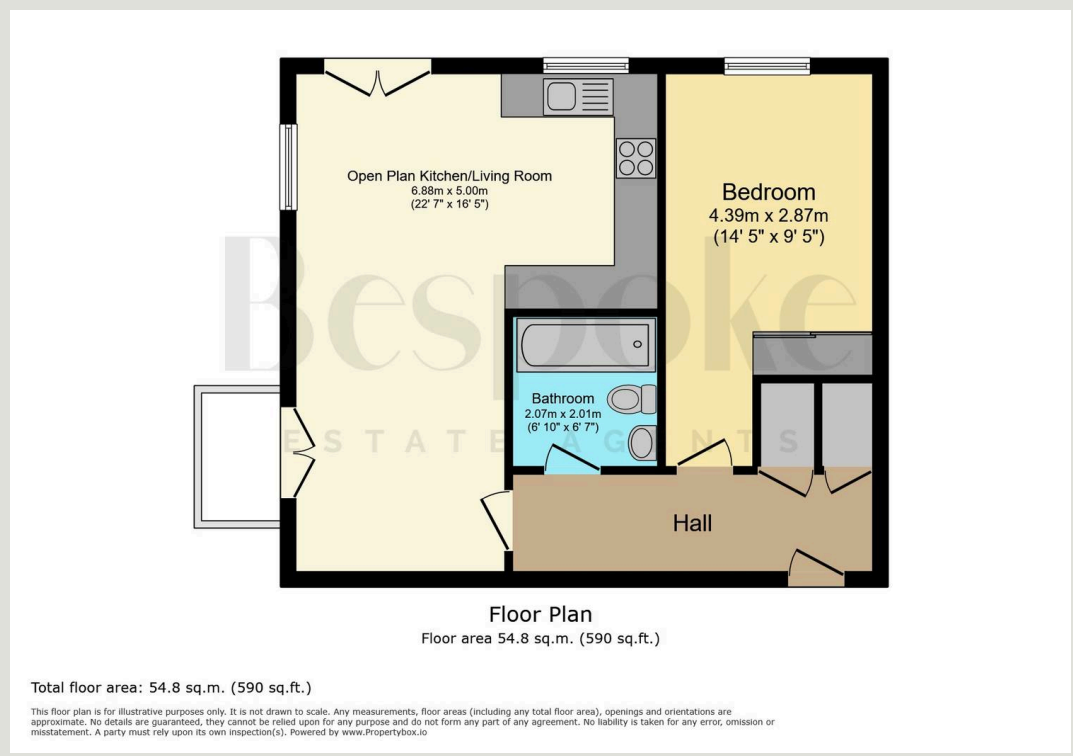 Open Plan Kitchen/Living Room
6.88m x 5.00m
(22' 7" x 16' 5")
Bedroom
4.39m x 2.87m
(14' 5" x 9' 5")
Bespoke
ESTATE AGENTS
Bathroom
2.07m x 2.01m
(6' 10" x 6' 7")
Hall
Floor Plan
Floor area 54.8 sq.m. (590 sq.ft.)
Total floor area: 54.8 sq.m. (590 sq.ft.)
This floor plan is for illustrative purposes only. It is not drawn to scale. Any measurements, floor areas (including any total floor area), openings and orientations are
approximate. No details are guaranteed, they cannot be relied upon for any purpose and do not form any part of any agreement. No liability is taken for any error, omission or
misstatement. A party must rely upon its own inspection(s). Powered by www.Propertybox.io